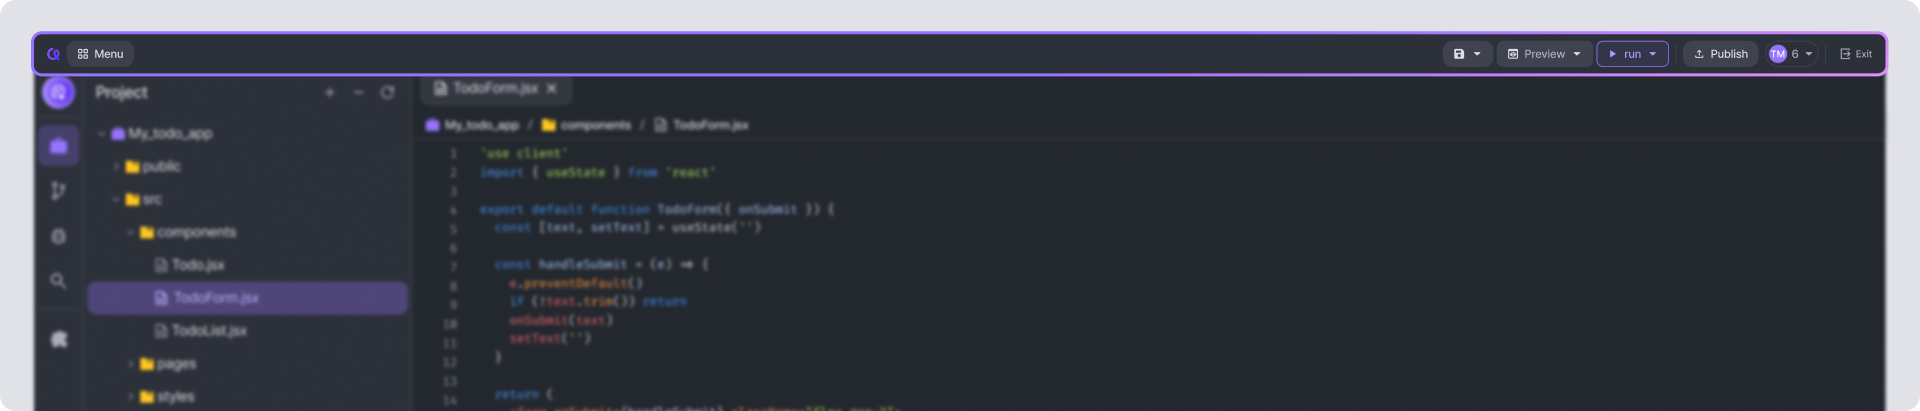 Menu
Preview
run
Publish
TM 6
Exit
Project
TodoForm.jsx
My_todo_app / components / TodoForm.jsx
My_todo_app
public
src
components
Todo.jsx
TodoForm.jsx
TodoList.jsx
pages
styles
1 'use client'
2 import { useState } from 'react'
3
4 export default function TodoForm({ onSubmit }) {
5 const [text, setText] = useState('')
6
7 const handleSubmit = (e) => {
8 e.preventDefault()
9 if (!text.trim()) return
10 onSubmit(text)
11 setText('')
12 }
13
14 return (